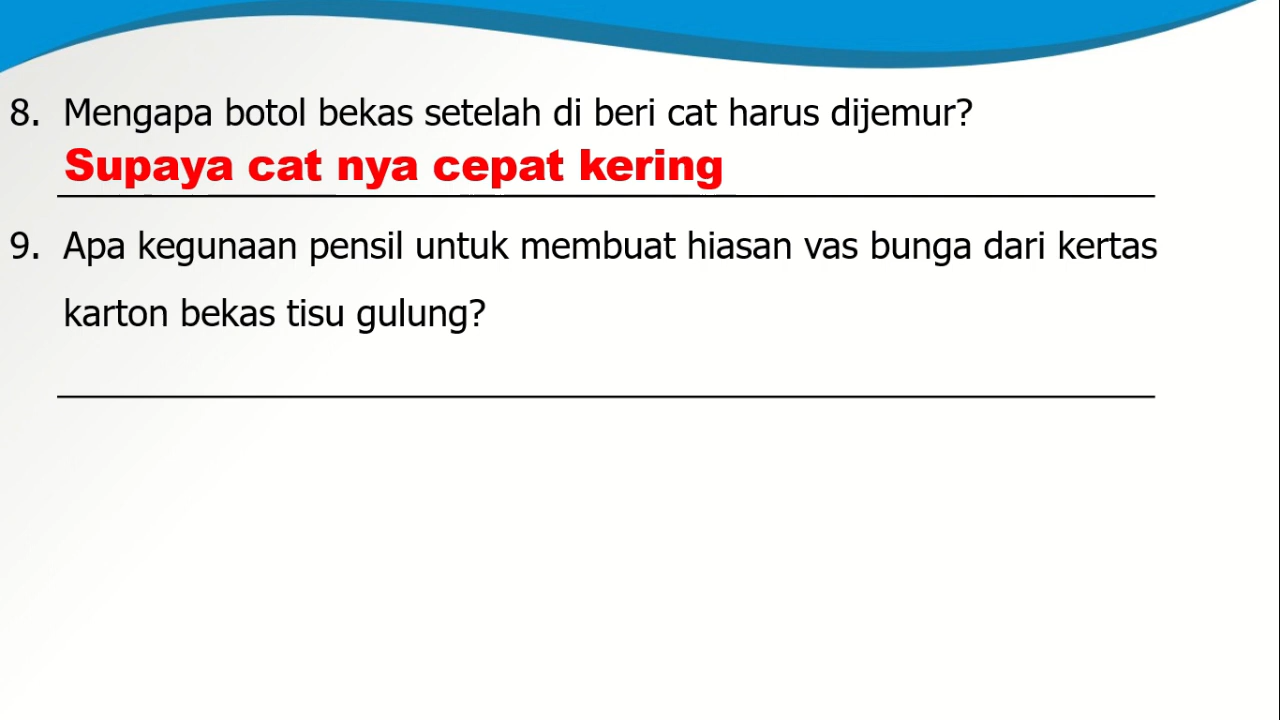 8. Mengapa botol bekas setelah di beri cat harus dijemur?
Supaya cat nya cepat kering
9. Apa kegunaan pensil untuk membuat hiasan vas bunga dari kertas
karton bekas tisu gulung?